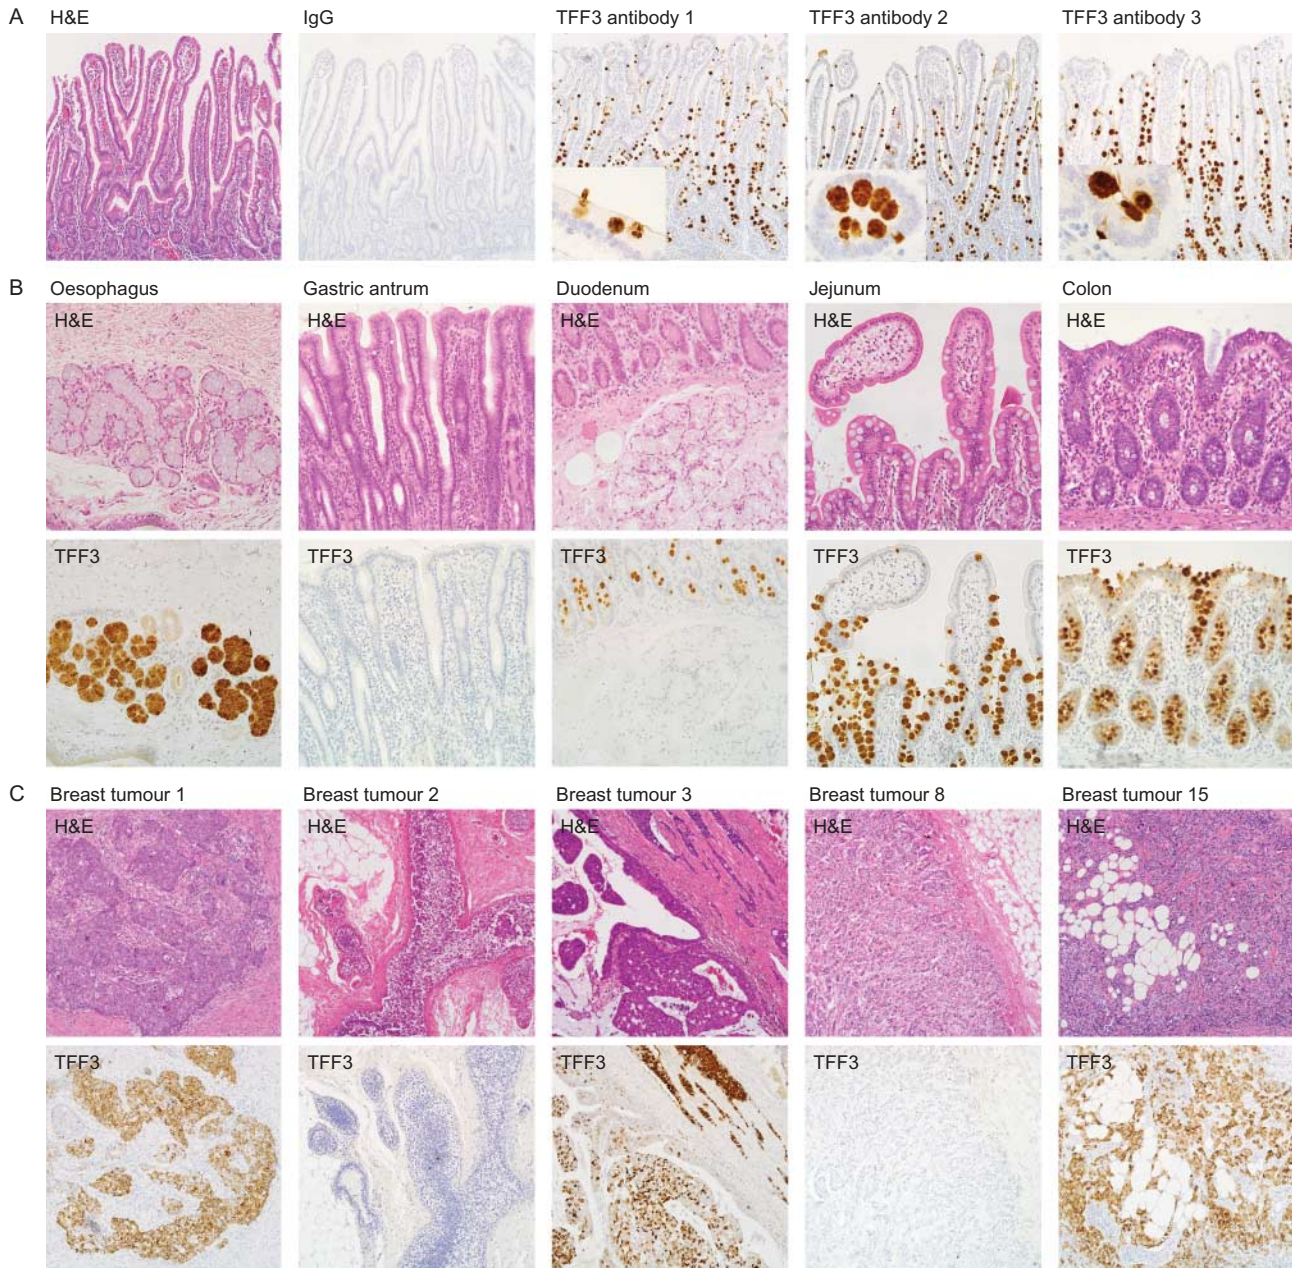 A H&E IgG TFF3 antibody 1 TFF3 antibody 2 TFF3 antibody 3
B Oesophagus Gastric antrum Duodenum Jejunum Colon
H&E H&E H&E H&E H&E
TFF3 TFF3 TFF3 TFF3 TFF3
C Breast tumour 1 Breast tumour 2 Breast tumour 3 Breast tumour 8 Breast tumour 15
H&E H&E H&E H&E H&E
TFF3 TFF3 TFF3 TFF3 TFF3